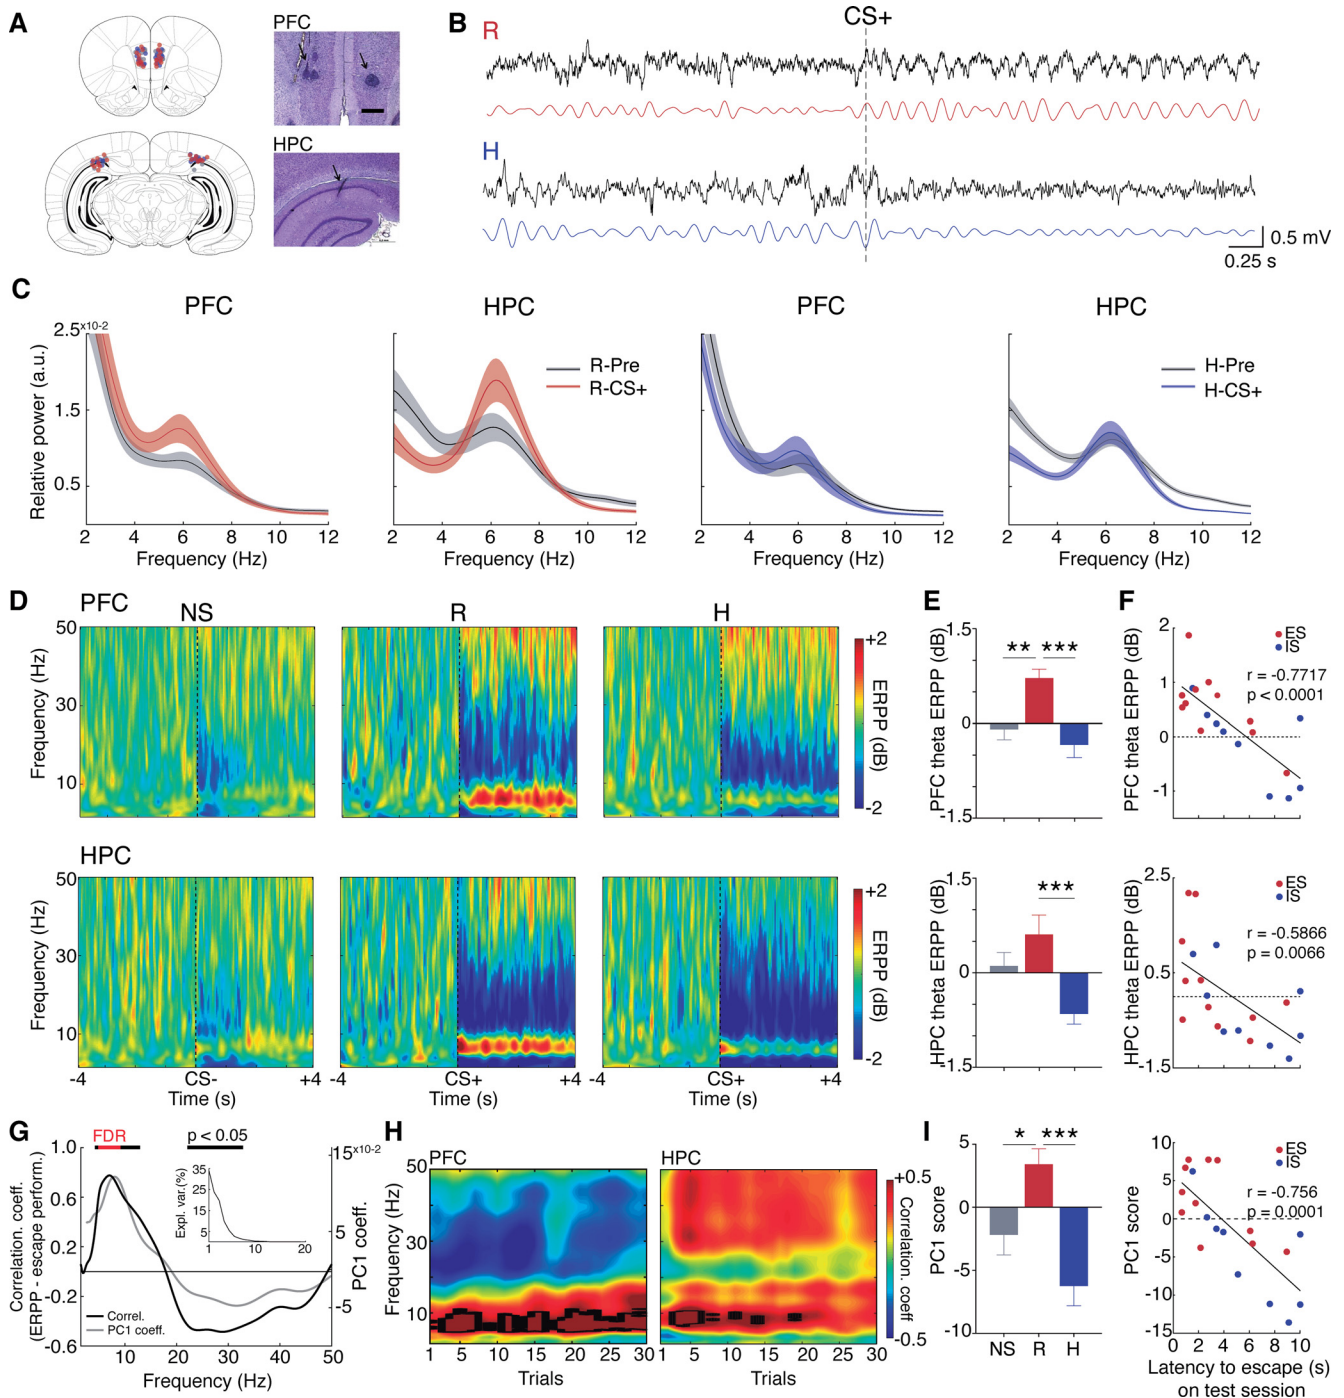 A
PFC
HPC
B
CS+
R
H
0.5 mV
0.25 s
C
PFC
HPC
PFC
HPC
2.5 x10-2
1.5
0.5
Relative power (a.u.)
R-Pre
R-CS+
H-Pre
H-CS+
2 4 6 8 10 12
2 4 6 8 10 12
2 4 6 8 10 12
2 4 6 8 10 12
Frequency (Hz)
Frequency (Hz)
Frequency (Hz)
Frequency (Hz)
D
PFC
NS
R
H
50
30
10
Frequency (Hz)
+2
ERPP (dB)
-2
HPC
50
30
10
Frequency (Hz)
+2
ERPP (dB)
-2
-4 CS- +4
-4 CS+ +5
-4 CS+ +4
Time (s)
Time (s)
Time (s)
E
1.5
0
-1.5
PFC theta ERPP (dB)
** ***
1.5
0
-1.5
HPC theta ERPP (dB)
***
F
2
1
0
-1
PFC theta ERPP (dB)
ES
IS
r = -0.7717
p < 0.0001
2.5
0.5
-1.5
HPC theta ERPP (dB)
ES
IS
r = -0.5866
p = 0.0066
G
FDR
p < 0.05
1.0
0.6
0.2
-0.2
-0.6
Correlation. coeff.
(ERPP - escape perform.)
15 x10-2
5
-5
PC1 coeff.
35
25
15
5
Expl. var.(%)
1 10 20
Correl.
PC1 coeff.
10 20 30 40 50
Frequency (Hz)
H
PFC
HPC
50
30
10
Frequency (Hz)
1 5 10 15 20 25 30
1 5 10 15 20 25 30
Trials
Trials
+0.5
Correlation. coeff
-0.5
I
5
0
-5
-10
PC1 score
* ***
NS R H
10
5
0
-5
-10
-15
PC1 score
ES
IS
r = -0.756
p = 0.0001
0 2 4 6 8 10
Latency to escape (s)
on test session